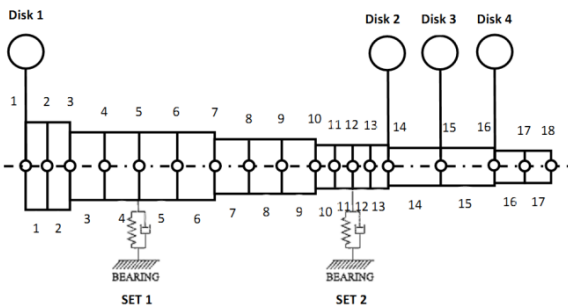 Disk 1 Disk 2 Disk 3 Disk 4
1 2 3 4 5 6 7 8 9 10 11 12 13 14 15 16 17 18
1 2 3 4 5 6 7 8 9 10 11 12 13 14 15 16 17
BEARING BEARING
SET 1 SET 2